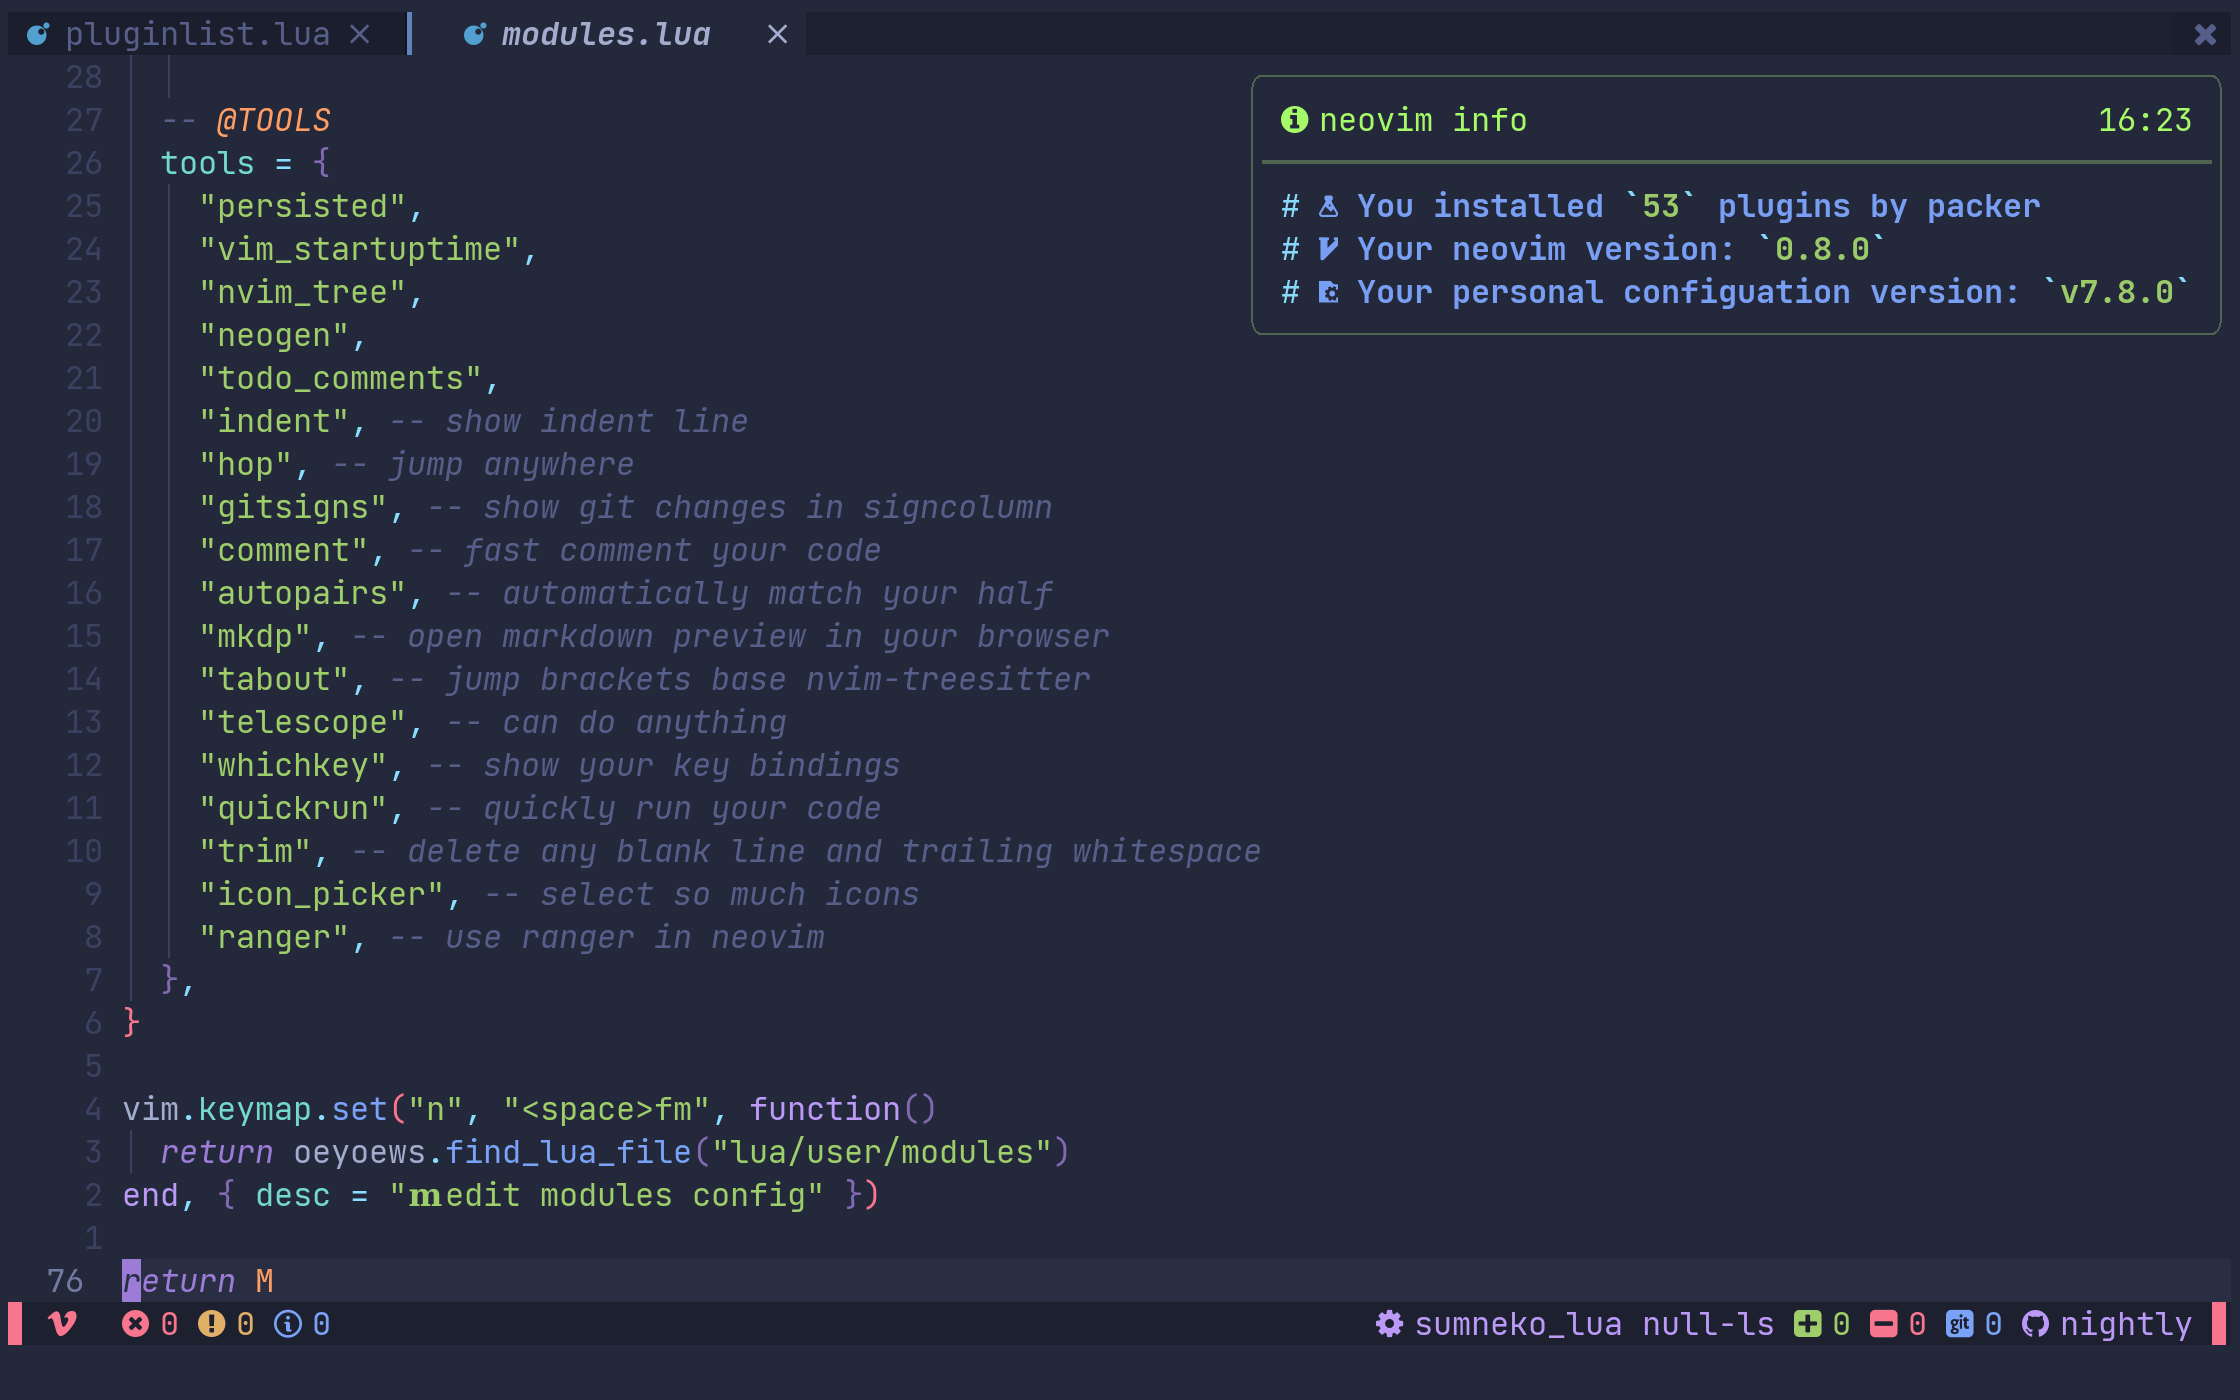 pluginlist.lua modules.lua
28
27 -- @TOOLS
26 tools = {
25 "persisted",
24 "vim_startuptime",
23 "nvim_tree",
22 "neogen",
21 "todo_comments",
20 "indent", -- show indent line
19 "hop", -- jump anywhere
18 "gitsigns", -- show git changes in signcolumn
17 "comment", -- fast comment your code
16 "autopairs", -- automatically match your half
15 "mkdp", -- open markdown preview in your browser
14 "tabout", -- jump brackets base nvim-treesitter
13 "telescope", -- can do anything
12 "whichkey", -- show your key bindings
11 "quickrun", -- quickly run your code
10 "trim", -- delete any blank line and trailing whitespace
9 "icon_picker", -- select so much icons
8 "ranger", -- use ranger in neovim
7 },
6 }
5
4 vim.keymap.set("n", "<space>fm", function()
3 return oeyoews.find_lua_file("lua/user/modules")
2 end, { desc = "𝐦edit modules config" })
1
76 return M
neovim info 16:23
# You installed `53` plugins by packer
# Your neovim version: `0.8.0`
# Your personal configuation version: `v7.8.0`
0 0 0 sumneko_lua null-ls 0 0 git 0 nightly